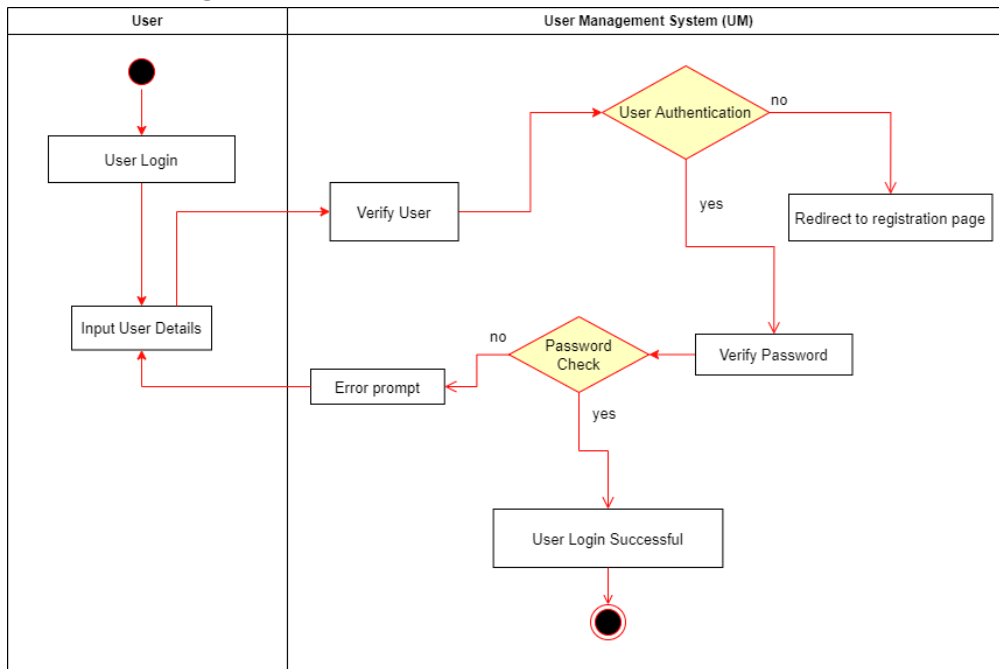 User
User Management System (UM)
User Authentication
no
User Login
yes
Verify User
Redirect to registration page
Input User Details
no
Password
Check
Verify Password
Error prompt
yes
User Login Successful